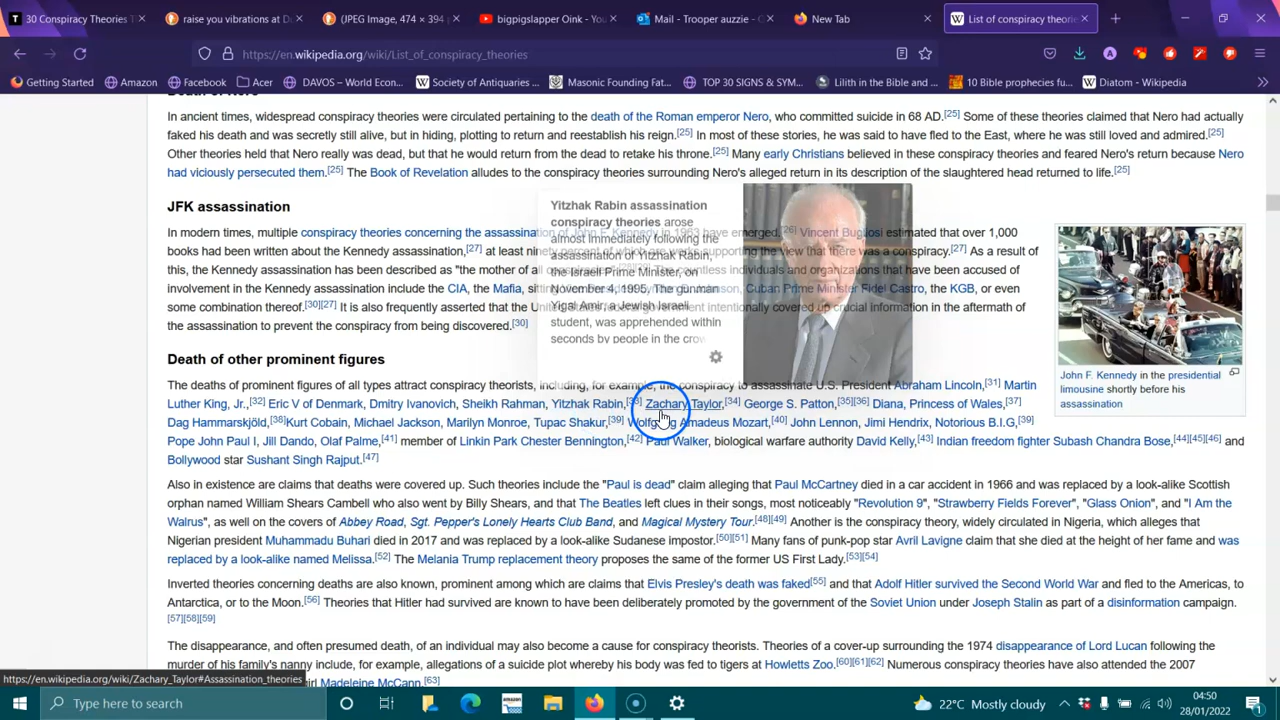 30 Conspiracy Theories T
raise you vibrations at D
(JPEG Image, 474 × 394 p
bigpigslapper Oink - Yo
Mail - Trooper auzzie - O
New Tab
List of conspiracy theorie
https://en.wikipedia.org/wiki/List_of_conspiracy_theories
Getting Started
Amazon
Facebook
Acer
DAVOS – World Econ...
Society of Antiquaries ...
Masonic Founding Fat...
TOP 30 SIGNS & SYM...
Lilith in the Bible and ...
10 Bible prophecies fu...
Diatom - Wikipedia
In ancient times, widespread conspiracy theories were circulated pertaining to the death of the Roman emperor Nero, who committed suicide in 68 AD.[25] Some of these theories claimed that Nero had actually
faked his death and was secretly still alive, but in hiding, plotting to return and reestablish his reign.[25] In most of these stories, he was said to have fled to the East, where he was still loved and admired.[25]
Other theories held that Nero really was dead, but that he would return from the dead to retake his throne.[25] Many early Christians believed in these conspiracy theories and feared Nero's return because Nero
had viciously persecuted them.[25] The Book of Revelation alludes to the conspiracy theories surrounding Nero's alleged return in its description of the slaughtered head returned to life.[25]
JFK assassination
In modern times, multiple conspiracy theories concerning the assassination of John F. Kennedy in 1963 have emerged.[26] Vincent Bugliosi estimated that over 1,000
books had been written about the Kennedy assassination,[27] at least ninety percent of which are works supporting the view that there was a conspiracy.[27] As a result of
this, the Kennedy assassination has been described as "the mother of all countless individuals and organizations that have been accused of
involvement in the Kennedy assassination include the CIA, the Mafia, Cuban Prime Minister Fidel Castro, the KGB, or even
some combination thereof.[30][27] It is also frequently asserted that the United States federal government intentionally covered up crucial information in the aftermath of
the assassination to prevent the conspiracy from being discovered.[30]
Yitzhak Rabin assassination
conspiracy theories arose
almost immediately following the
assassination of Yitzhak Rabin,
the Israeli Prime Minister, on
November 4, 1995. The gunman
Yigal Amir, a Jewish Israeli
student, was apprehended within
seconds by people in the crow
John F. Kennedy in the presidential
limousine shortly before his
assassination
Death of other prominent figures
The deaths of prominent figures of all types attract conspiracy theorists, including, for example, the conspiracy to assassinate U.S. President Abraham Lincoln,[31] Martin
Luther King, Jr.,[32] Eric V of Denmark, Dmitry Ivanovich, Sheikh Rahman, Yitzhak Rabin,[33] Zachary Taylor,[34] George S. Patton,[35][36] Diana, Princess of Wales,[37]
Dag Hammarskjöld,[38]Kurt Cobain, Michael Jackson, Marilyn Monroe, Tupac Shakur,[39] Wolfgang Amadeus Mozart,[40] John Lennon, Jimi Hendrix, Notorious B.I.G,[39]
Pope John Paul I, Jill Dando, Olaf Palme,[41] member of Linkin Park Chester Bennington,[42] Paul Walker, biological warfare authority David Kelly,[43] Indian freedom fighter Subash Chandra Bose,[44][45][46] and
Bollywood star Sushant Singh Rajput.[47]
Also in existence are claims that deaths were covered up. Such theories include the "Paul is dead" claim alleging that Paul McCartney died in a car accident in 1966 and was replaced by a look-alike Scottish
orphan named William Shears Cambell who also went by Billy Shears, and that The Beatles left clues in their songs, most noticeably "Revolution 9", "Strawberry Fields Forever", "Glass Onion", and "I Am the
Walrus", as well on the covers of Abbey Road, Sgt. Pepper's Lonely Hearts Club Band, and Magical Mystery Tour.[48][49] Another is the conspiracy theory, widely circulated in Nigeria, which alleges that
Nigerian president Muhammadu Buhari died in 2017 and was replaced by a look-alike Sudanese impostor.[50][51] Many fans of punk-pop star Avril Lavigne claim that she died at the height of her fame and was
replaced by a look-alike named Melissa.[52] The Melania Trump replacement theory proposes the same of the former US First Lady.[53][54]
Inverted theories concerning deaths are also known, prominent among which are claims that Elvis Presley's death was faked[55] and that Adolf Hitler survived the Second World War and fled to the Americas, to
Antarctica, or to the Moon.[56] Theories that Hitler had survived are known to have been deliberately promoted by the government of the Soviet Union under Joseph Stalin as part of a disinformation campaign.
[57][58][59]
The disappearance, and often presumed death, of an individual may also become a cause for conspiracy theorists. Theories of a cover-up surrounding the 1974 disappearance of Lord Lucan following the
murder of his family's nanny include, for example, allegations of a suicide plot whereby his body was fed to tigers at Howletts Zoo.[60][61][62] Numerous conspiracy theories have also attended the 2007
girl Madeleine McCann.[63]
https://en.wikipedia.org/wiki/Zachary_Taylor#Assassination_theories
Type here to search
22°C Mostly cloudy
04:50
28/01/2022